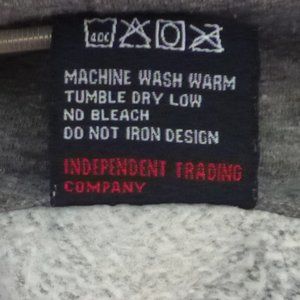 40C
MACHINE WASH WARM
TUMBLE DRY LOW
NO BLEACH
DO NOT IRON DESIGN
INDEPENDENT TRADING
COMPANY